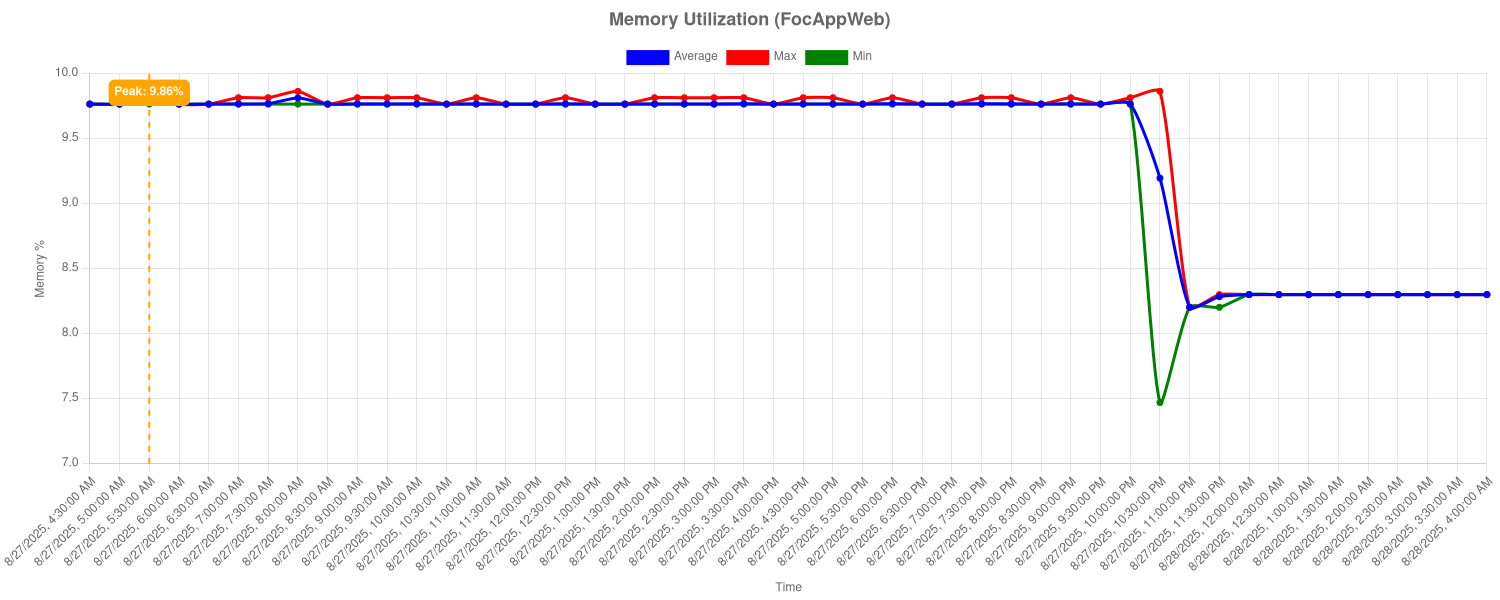 Memory Utilization (FocAppWeb)
Average Max Min
10.0
Peak: 9.86%
9.5
9.0
8.5
8.0
7.5
7.0
Memory %
8/27/2025, 4:30:00 AM
8/27/2025, 5:00:00 AM
8/27/2025, 5:30:00 AM
8/27/2025, 6:00:00 AM
8/27/2025, 6:30:00 AM
8/27/2025, 7:00:00 AM
8/27/2025, 7:30:00 AM
8/27/2025, 8:00:00 AM
8/27/2025, 8:30:00 AM
8/27/2025, 9:00:00 AM
8/27/2025, 9:30:00 AM
8/27/2025, 10:00:00 AM
8/27/2025, 10:30:00 AM
8/27/2025, 11:00:00 AM
8/27/2025, 11:30:00 AM
8/27/2025, 12:00:00 PM
8/27/2025, 12:30:00 PM
8/27/2025, 1:00:00 PM
8/27/2025, 1:30:00 PM
8/27/2025, 2:00:00 PM
8/27/2025, 2:30:00 PM
8/27/2025, 3:00:00 PM
8/27/2025, 3:30:00 PM
8/27/2025, 4:00:00 PM
8/27/2025, 4:30:00 PM
8/27/2025, 5:00:00 PM
8/27/2025, 5:30:00 PM
8/27/2025, 6:00:00 PM
8/27/2025, 6:30:00 PM
8/27/2025, 7:00:00 PM
8/27/2025, 7:30:00 PM
8/27/2025, 8:00:00 PM
8/27/2025, 8:30:00 PM
8/27/2025, 9:00:00 PM
8/27/2025, 9:30:00 PM
8/27/2025, 10:00:00 PM
8/27/2025, 10:30:00 PM
8/27/2025, 11:00:00 PM
8/27/2025, 11:30:00 PM
8/28/2025, 12:00:00 AM
8/28/2025, 12:30:00 AM
8/28/2025, 1:00:00 AM
8/28/2025, 1:30:00 AM
8/28/2025, 2:00:00 AM
8/28/2025, 2:30:00 AM
8/28/2025, 3:00:00 AM
8/28/2025, 3:30:00 AM
8/28/2025, 4:00:00 AM
Time